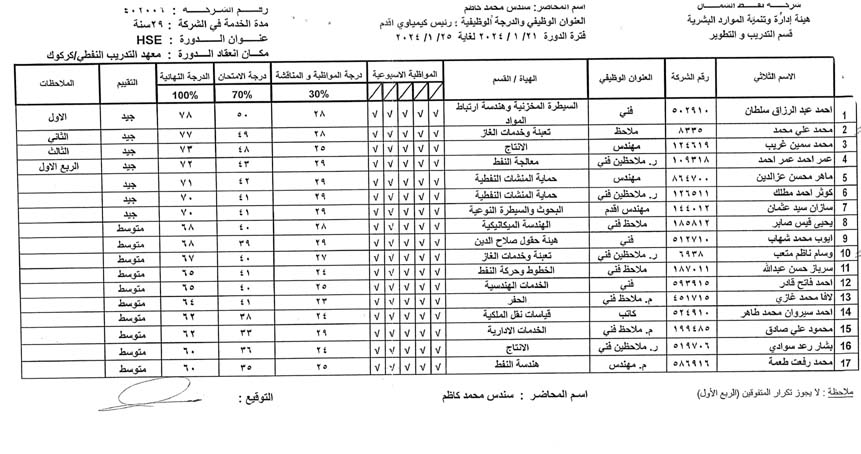 شركة نفط الشمال
هيئة إدارة وتنمية الموارد البشرية
قسم التدريب و التطوير
اسم المحاضر: سندس محمد كاظم
العنوان الوظيفي والدرجة الوظيفية : رئيس كيمياوي اقدم
فترة الدورة ٢٠٢٤/١/٢١ لغاية ٢٠٢٤/١/٢٥
رقم الشركة : ٤٠٢٠٠٦
مدة الخدمة في الشركة : ٢٩سنة
عنوان الدورة : HSE
مكان انعقاد الدورة : معهد التدريب النفطي/كركوك
الاسم الثلاثي رقم الشركة العنوان الوظيفي الهيأة / القسم المواظبة الاسبوعية درجة المواظبة و المناقشة درجة الامتحان الدرجة النهائية التقييم الملاحظات
30% 70% 100%
1 احمد عبد الرزاق سلطان ٥٠٢٩١٠ فني السيطرة المخزنية وهندسة ارتباط المواد √ √ √ √ √ ٢٨ ٥٠ ٧٨ جيد الاول
2 محمد علي محمد ٨٣٣٥ ملاحظ تعبئة وخدمات الغاز √ √ √ √ √ ٢٨ ٤٩ ٧٧ جيد الثاني
3 محمد سمين غريب ١٢٤٦١٩ مهندس الانتاج √ √ √ √ √ ٢٥ ٤٨ ٧٣ جيد الثالث
4 عمر احمد عمر احمد ١٠٩٣١٨ ر. ملاحظين فني معالجة النفط √ √ √ √ √ ٢٩ ٤٣ ٧٢ جيد الربع الاول
5 ماهر محسن عزالدين ٨٦٤٧٠٠ مهندس حماية المنشات النفطية √ √ √ √ √ ٢٩ ٤٢ ٧١ جيد
6 كوثر احمد مطلك ١٢٦٥١١ ر. ملاحظين فني حماية المنشات النفطية √ √ √ √ √ ٢٩ ٤١ ٧٠ جيد
7 سازان سيد عثمان ١٤٤٠١٢ مهندس اقدم البحوث والسيطرة النوعية √ √ √ √ √ ٢٩ ٤١ ٧٠ جيد
8 يحيى قيس صابر ١٨٥٨١٢ ملاحظ فني الهندسة الميكانيكية √ √ √ √ √ ٢٨ ٤٠ ٦٨ متوسط
9 ايوب محمد شهاب ٥١٢٧١٠ فني هيئة حقول صلاح الدين √ √ √ √ √ ٢٩ ٣٩ ٦٨ متوسط
10 وسام ناظم متعب ٦٩٣٨ ر. ملاحظين فني تعبئة وخدمات الغاز √ √ √ √ √ ٢٧ ٤٠ ٦٧ متوسط
11 سرباز حسن عبدالله ١٨٧٠١١ ملاحظ فني الخطوط وحركة النفط √ √ √ √ √ ٢٤ ٤١ ٦٥ متوسط
12 احمد فاتح قادر ٥٩٣٩١٥ فني الخدمات الهندسية √ √ √ √ √ ٢٥ ٤٠ ٦٥ متوسط
13 لافا محمد غازي ٤٥١٧١٥ م. ملاحظ فني الحفر √ √ √ √ √ ٢٣ ٤١ ٦٤ متوسط
14 احمد سيروان محمد طاهر ٥٢٤٩١٠ كاتب قياسات نقل الملكية √ √ √ √ √ ٢٤ ٣٨ ٦٢ متوسط
15 محمود علي صادق ١٩٩٤٨٥ م. ملاحظ فني الخدمات الادارية √ √ √ √ √ ٢٩ ٣٣ ٦٢ متوسط
16 بشار رعد سوادي ٥١٩٧٠٦ ر. ملاحظين فني الانتاج √ √ √ √ √ ٢٤ ٣٦ ٦٠ متوسط
17 محمد رفعت طعمة ٥٨٦٩١٦ م. مهندس هندسة النفط √ √ √ √ √ ٢٥ ٣٥ ٦٠ متوسط
ملاحظة : لا يجوز تكرار المتفوقين (الربع الأول)
اسم المحاضر : سندس محمد كاظم
التوقيع :